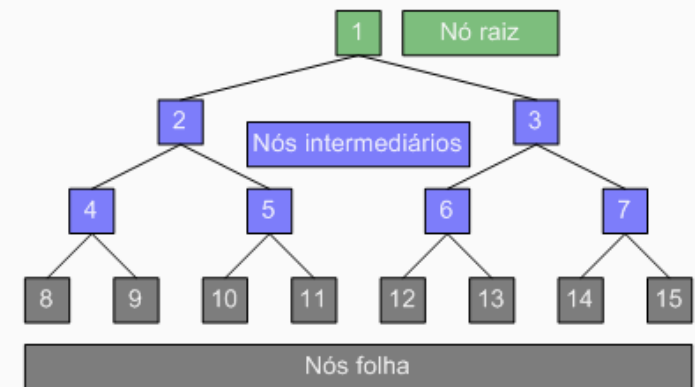 1 Nó raiz
2 3
Nós intermediários
4 5 6 7
8 9 10 11 12 13 14 15
Nós folha